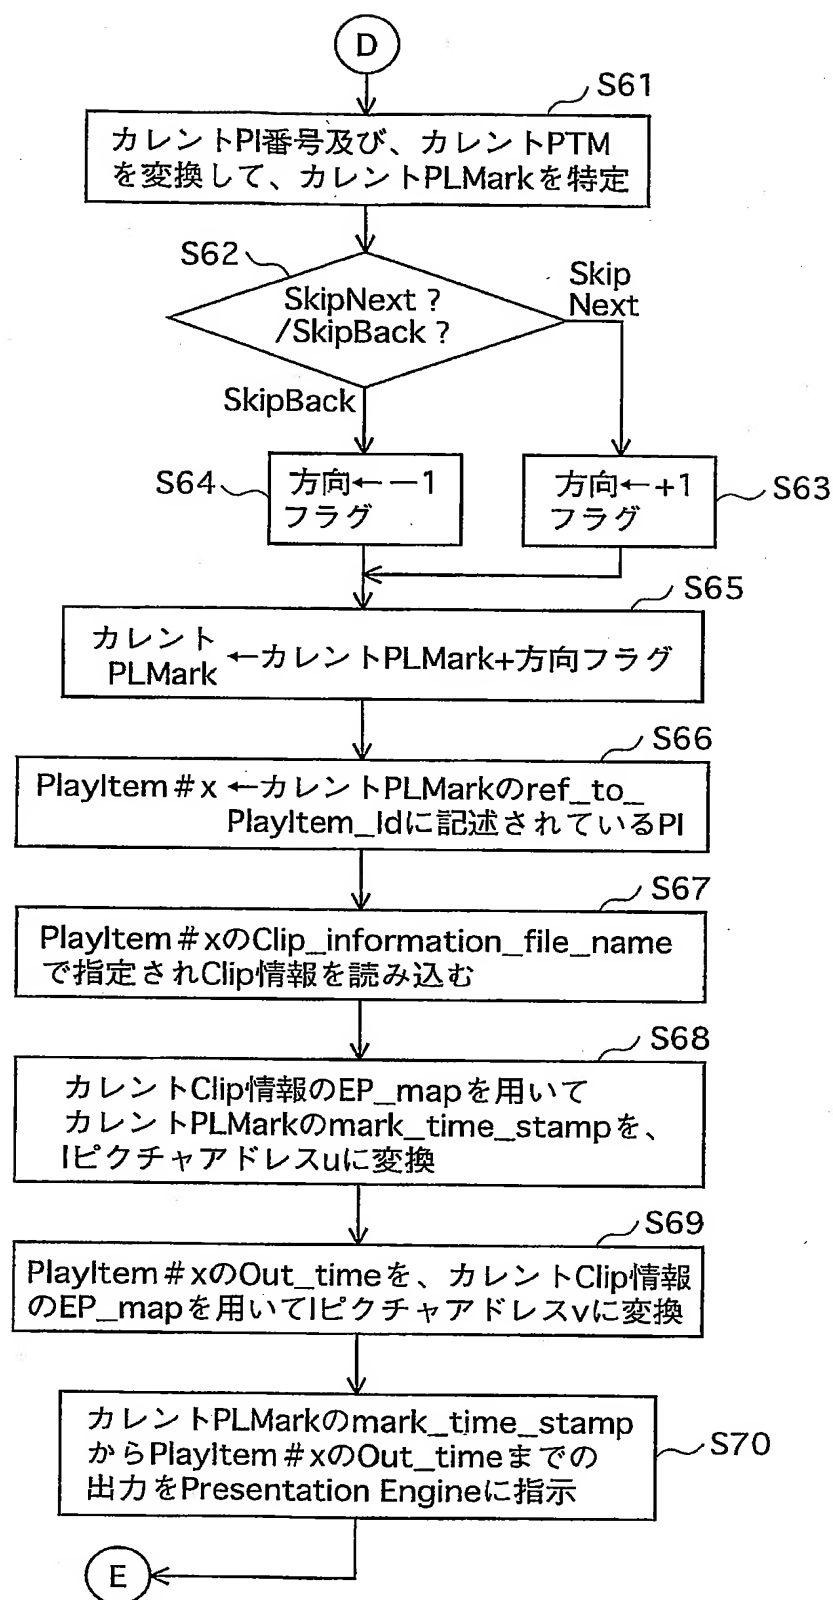 D
S61
カレントPI番号及び、カレントPTM
を変換して、カレントPLMarkを特定
S62
SkipNext ?
/SkipBack ?
Skip
Next
SkipBack
S64
方向←−1
フラグ
方向←+1
フラグ
S63
S65
カレント
PLMark
←カレントPLMark+方向フラグ
S66
PlayItem#x ←カレントPLMarkのref_to_
PlayItem_Idに記述されているPI
S67
PlayItem#xのClip_information_file_name
で指定されClip情報を読み込む
S68
カレントClip情報のEP_mapを用いて
カレントPLMarkのmark_time_stampを、
Iピクチャアドレスuに変換
S69
PlayItem#xのOut_timeを、カレントClip情報
のEP_mapを用いてIピクチャアドレスvに変換
カレントPLMarkのmark_time_stamp
からPlayItem#xのOut_timeまでの
出力をPresentation Engineに指示
S70
E